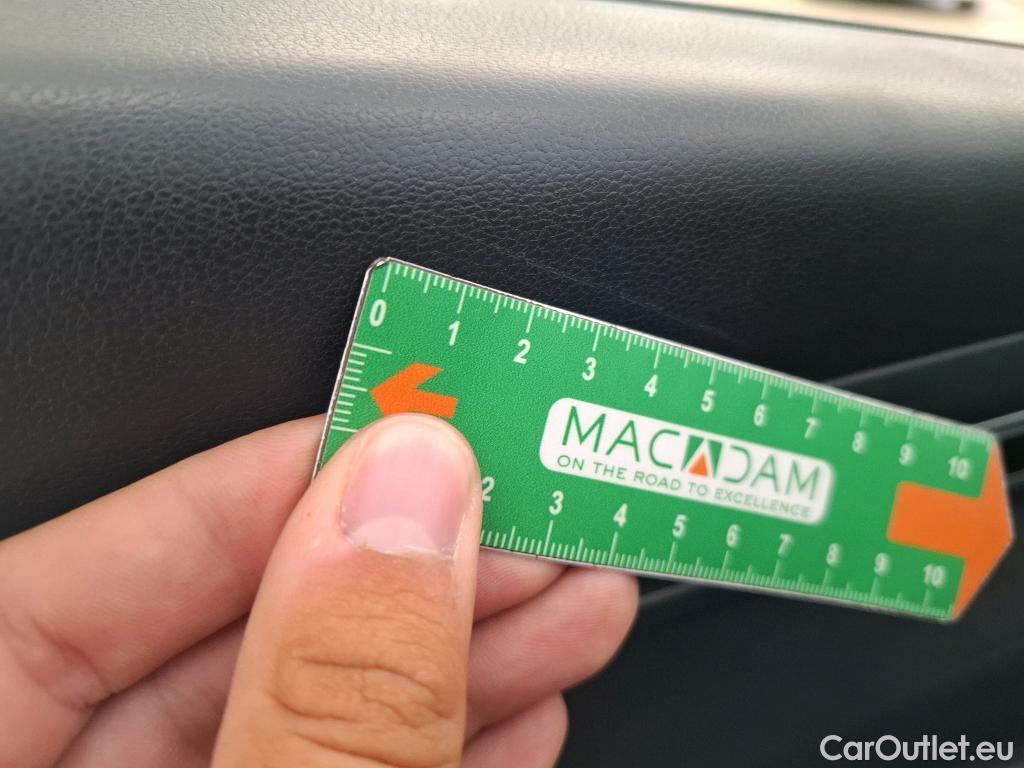 0 1 2 3 4 5 6 7 8 9 10
MACADAM
ON THE ROAD TO EXCELLENCE
2 3 4 5 6 7 8 9 10
CarOutlet.eu